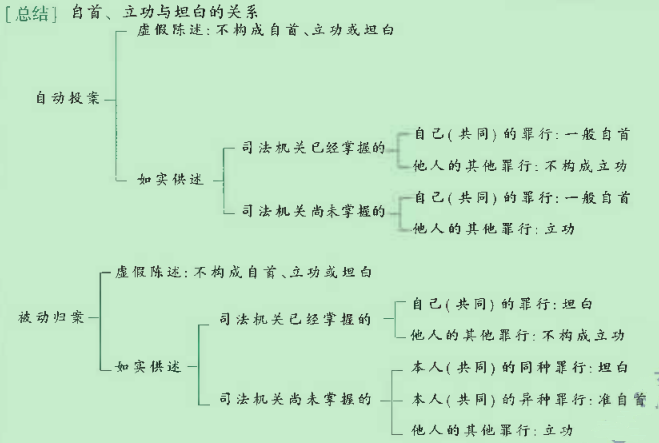 [总结] 自首、立功与坦白的关系
虚假陈述:不构成自首、立功或坦白
自动投案
自己(共同)的罪行:一般自首
司法机关已经掌握的
他人的其他罪行:不构成立功
如实供述
自己(共同)的罪行:一般自首
司法机关尚未掌握的
他人的其他罪行:立功
虚假陈述:不构成自首、立功或坦白
自己(共同)的罪行:坦白
被动归案
司法机关已经掌握的
他人的其他罪行:不构成立功
如实供述
本人(共同)的同种罪行:坦白
司法机关尚未掌握的
本人(共同)的异种罪行:准自首
他人的其他罪行:立功